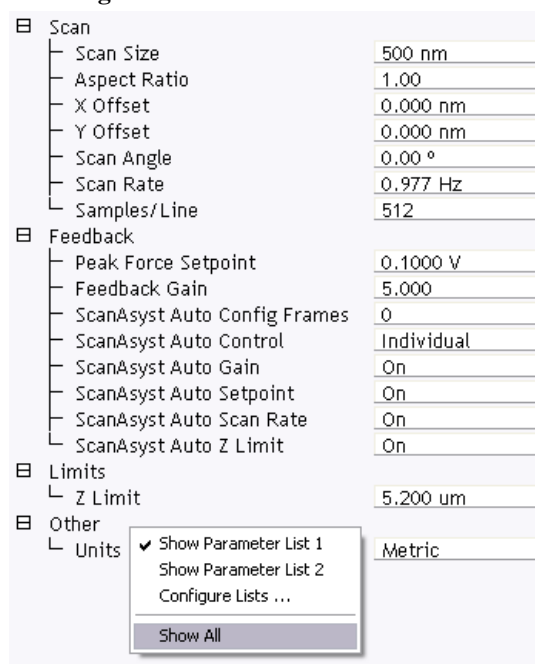 Scan
Scan Size 500 nm
Aspect Ratio 1.00
X Offset 0.000 nm
Y Offset 0.000 nm
Scan Angle 0.00 º
Scan Rate 0.977 Hz
Samples/Line 512
Feedback
Peak Force Setpoint 0.1000 V
Feedback Gain 5.000
ScanAsyst Auto Config Frames 0
ScanAsyst Auto Control Individual
ScanAsyst Auto Gain On
ScanAsyst Auto Setpoint On
ScanAsyst Auto Scan Rate On
ScanAsyst Auto Z Limit On
Limits
Z Limit 5.200 um
Other
Units Metric
Show Parameter List 1
Show Parameter List 2
Configure Lists ...
Show All